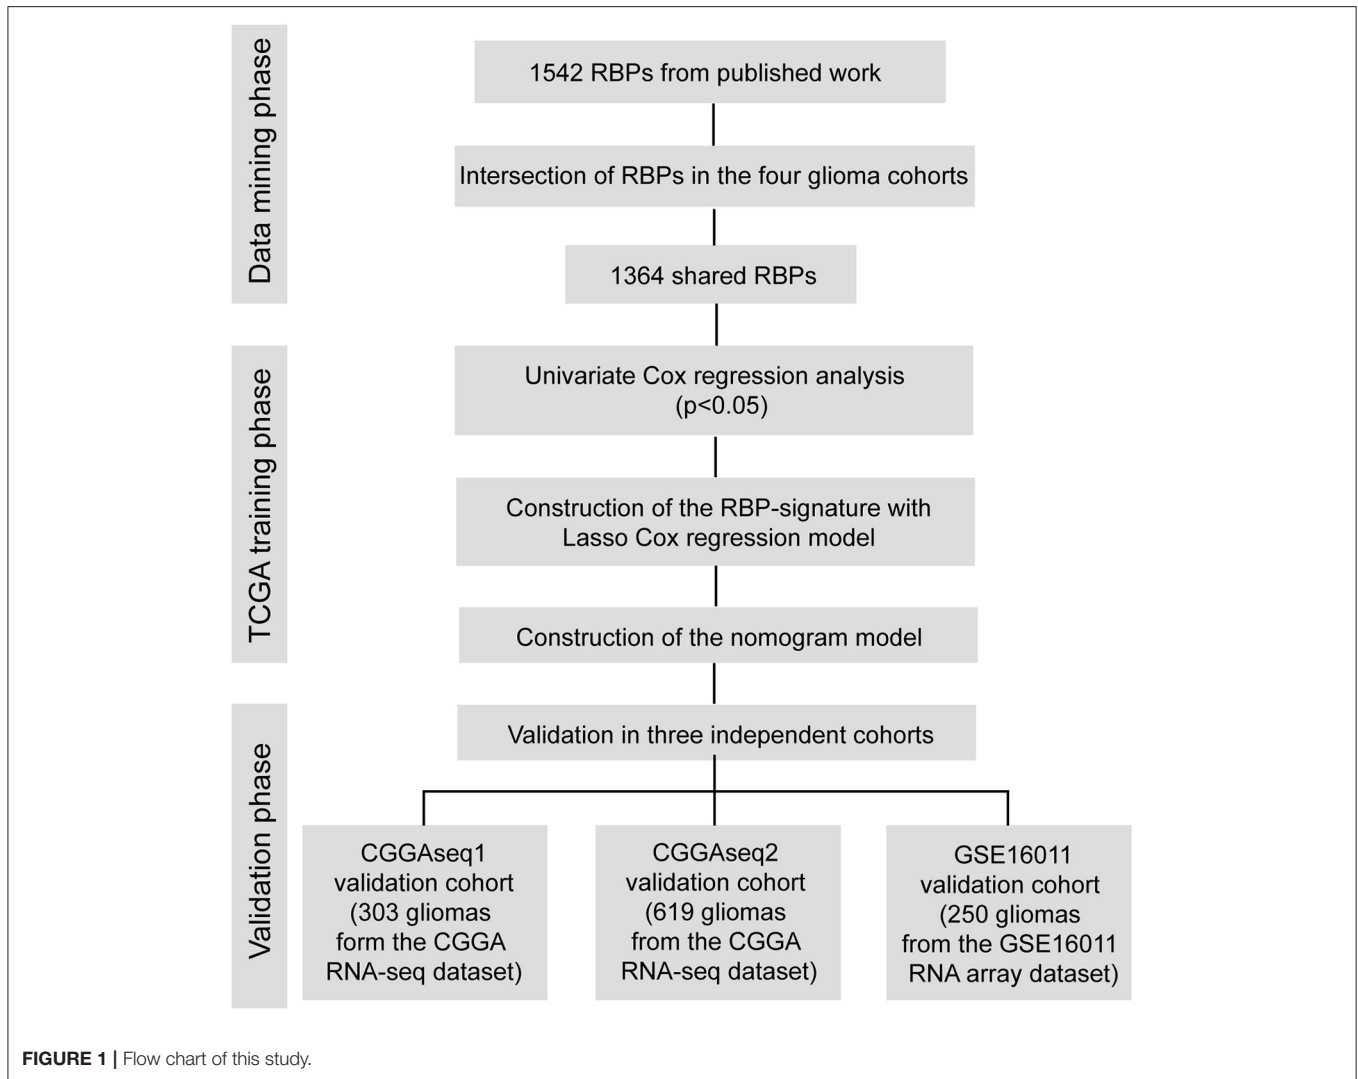 Data mining phase
1542 RBPs from published work
Intersection of RBPs in the four glioma cohorts
1364 shared RBPs
TCGA training phase
Univariate Cox regression analysis
(p<0.05)
Construction of the RBP-signature with
Lasso Cox regression model
Construction of the nomogram model
Validation phase
Validation in three independent cohorts
CGGAseq1
validation cohort
(303 gliomas
form the CGGA
RNA-seq dataset)
CGGAseq2
validation cohort
(619 gliomas
from the CGGA
RNA-seq dataset)
GSE16011
validation cohort
(250 gliomas
from the GSE16011
RNA array dataset)
FIGURE 1 | Flow chart of this study.